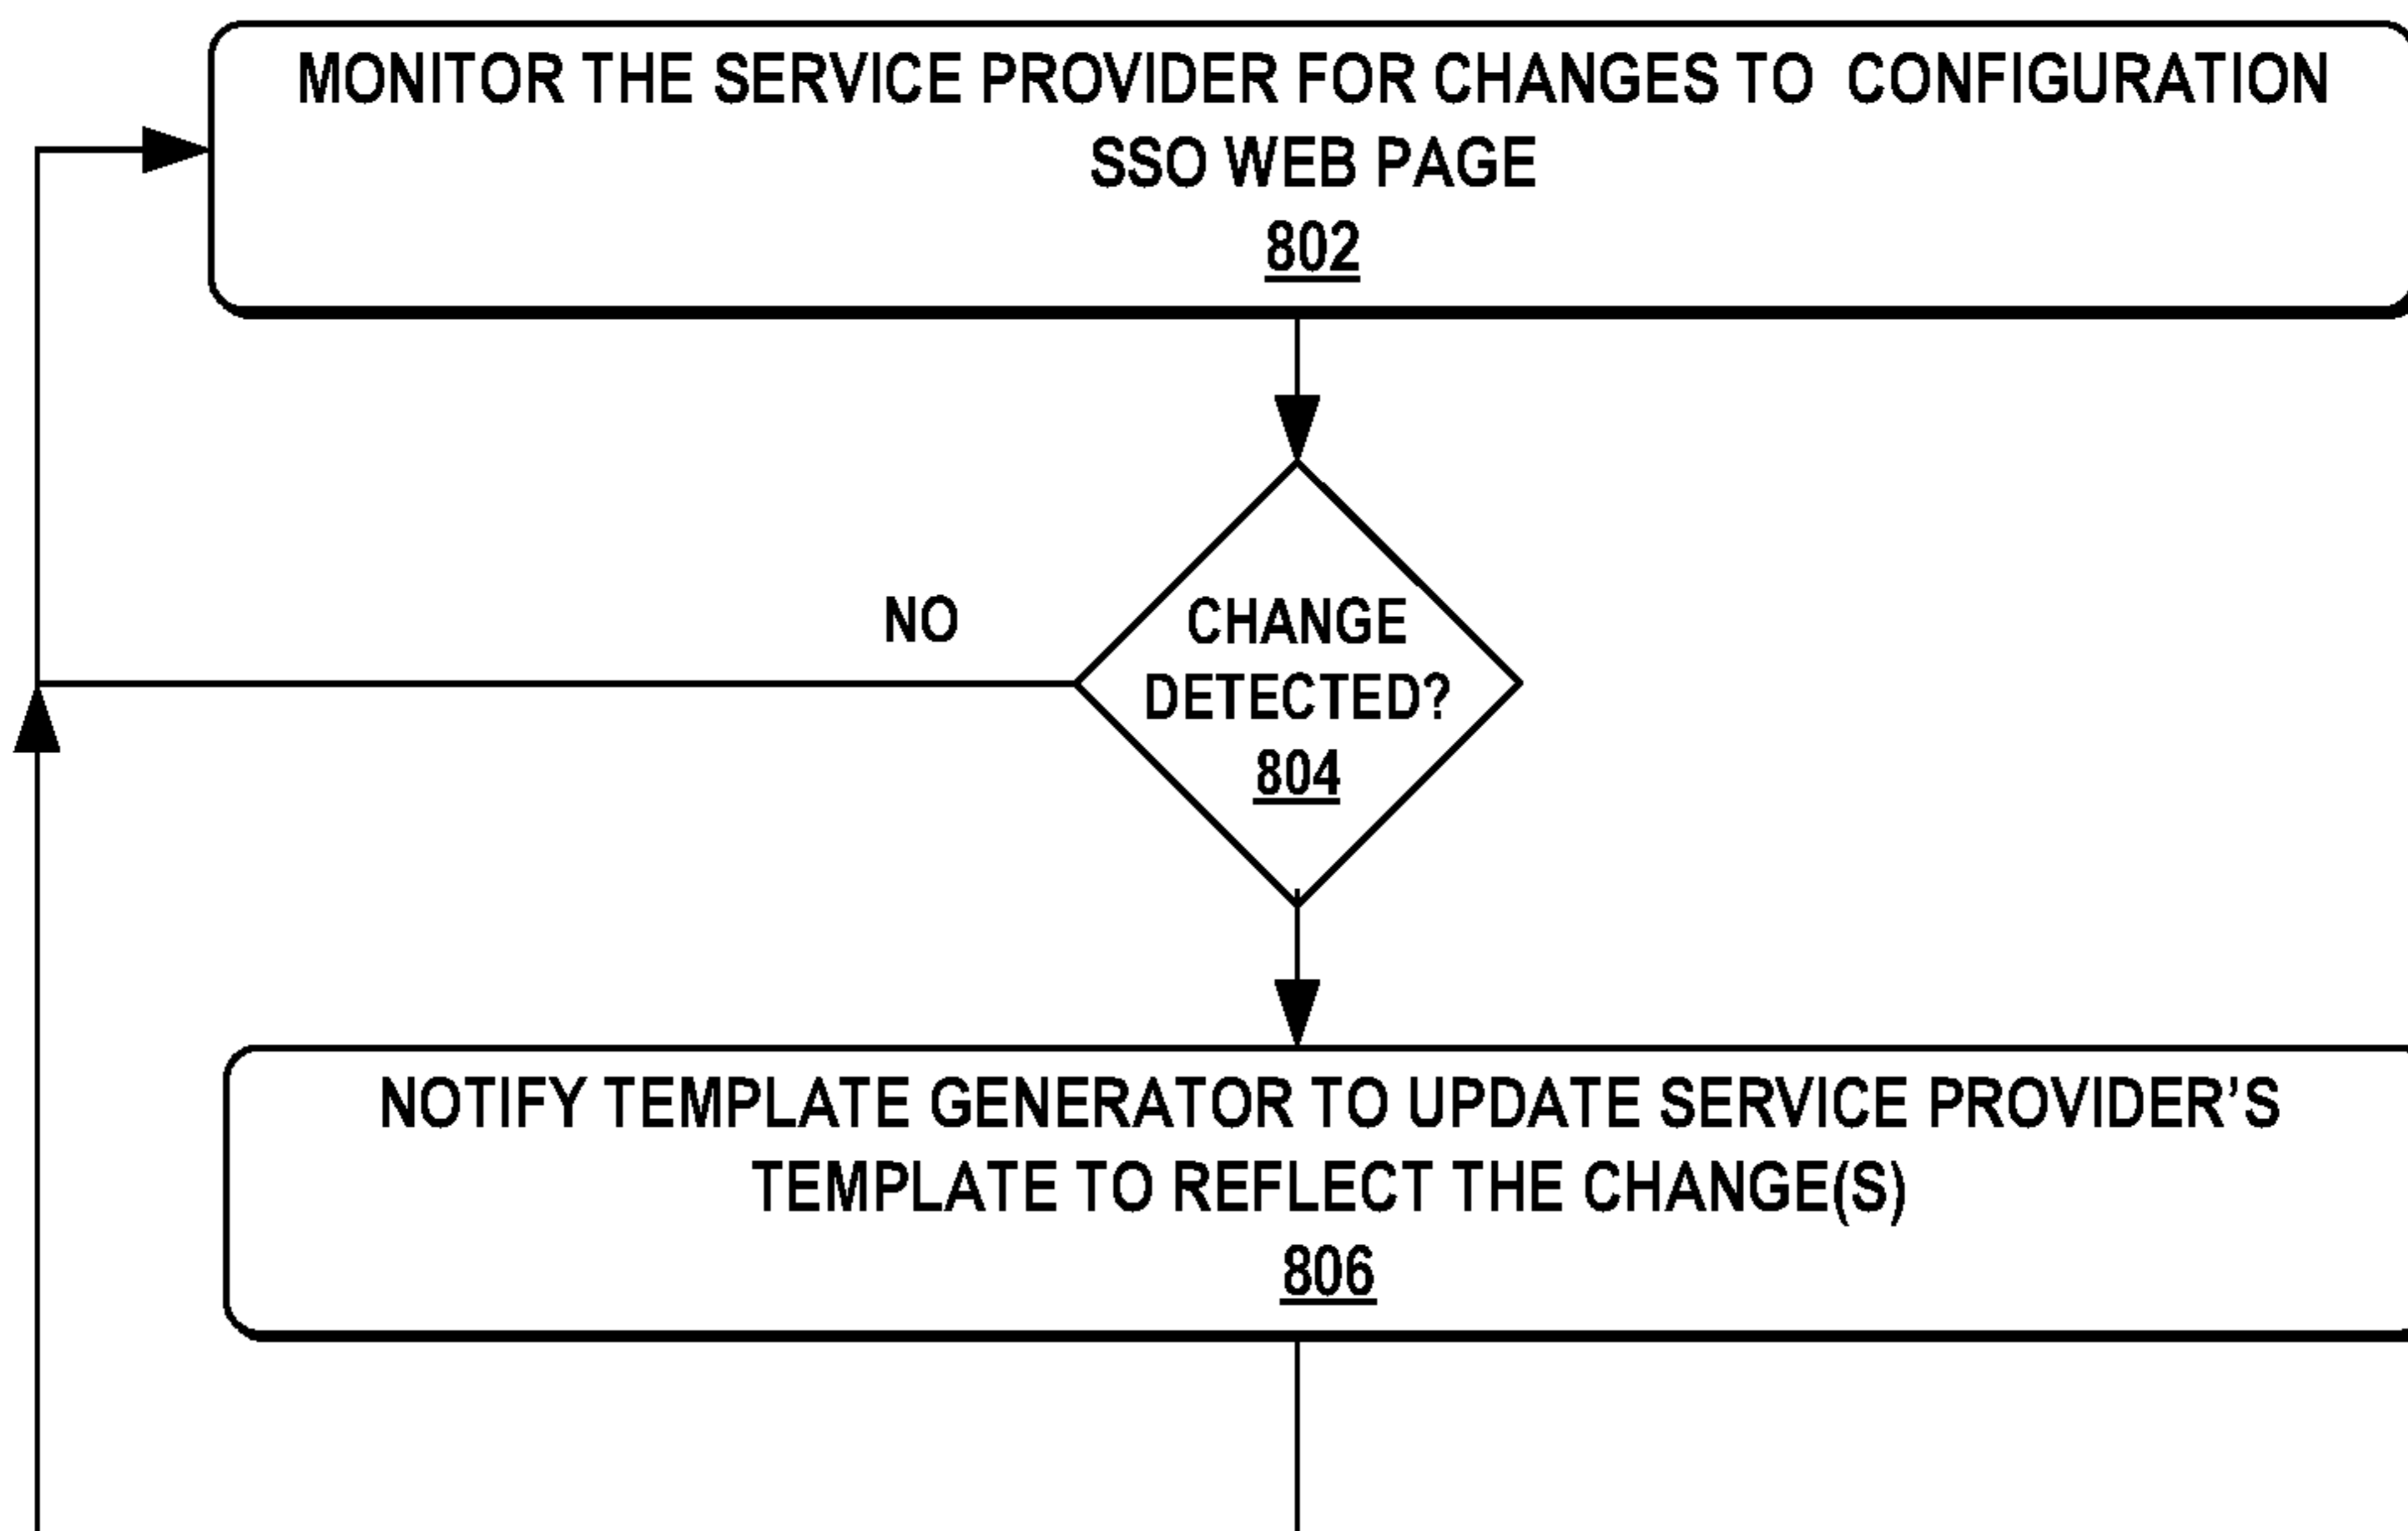 MONITOR THE SERVICE PROVIDER FOR CHANGES TO CONFIGURATION
SSO WEB PAGE
802
NO
CHANGE
DETECTED?
804
NOTIFY TEMPLATE GENERATOR TO UPDATE SERVICE PROVIDER'S
TEMPLATE TO REFLECT THE CHANGE(S)
806